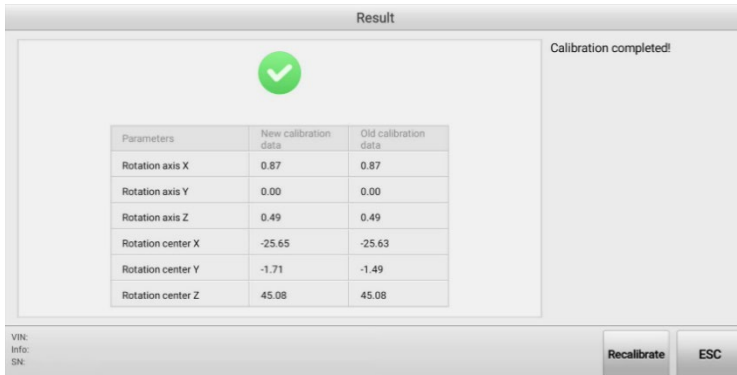 Result
Calibration completed!
Parameters New calibration data Old calibration data
Rotation axis X 0.87 0.87
Rotation axis Y 0.00 0.00
Rotation axis Z 0.49 0.49
Rotation center X -25.65 -25.63
Rotation center Y -1.71 -1.49
Rotation center Z 45.08 45.08
VIN:
Info:
SN:
Recalibrate ESC